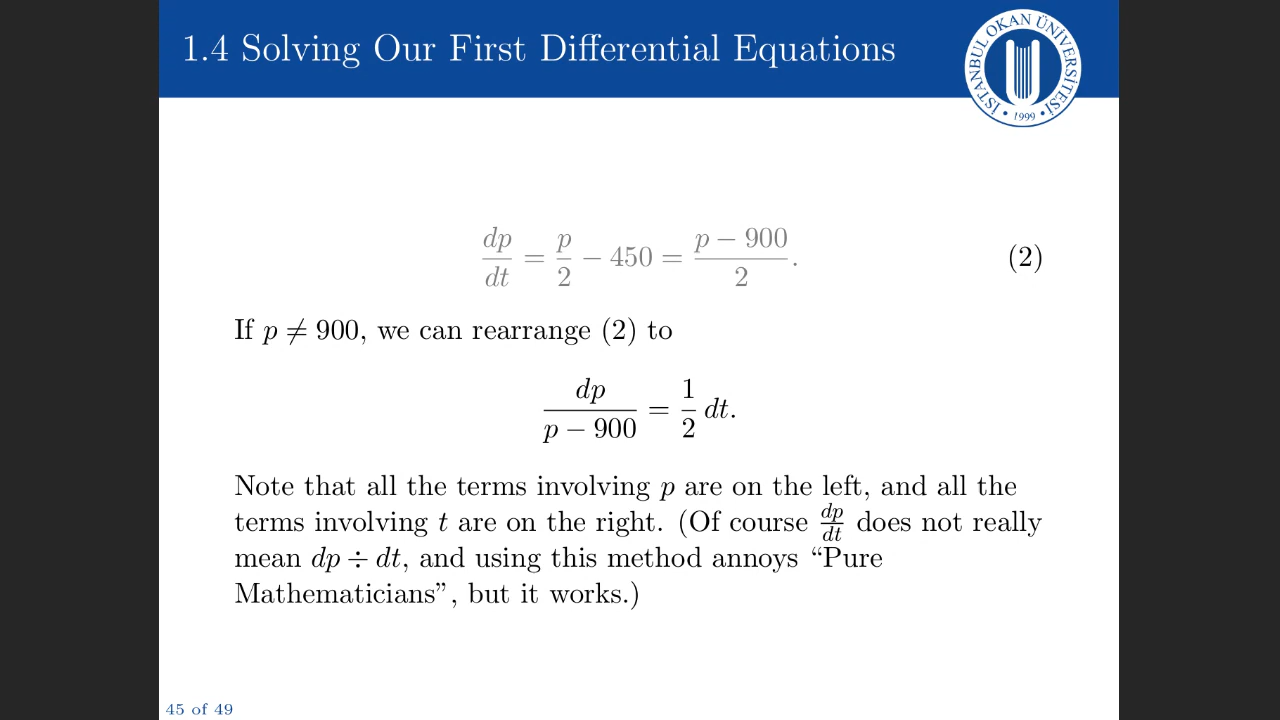 1.4 Solving Our First Differential Equations
İSTANBUL OKAN ÜNİVERSİTESİ
• 1999 •
dp/dt = p/2 − 450 = (p − 900)/2. (2)
If p ≠ 900, we can rearrange (2) to
dp/(p − 900) = 1/2 dt.
Note that all the terms involving p are on the left, and all the
terms involving t are on the right. (Of course dp/dt does not really
mean dp ÷ dt, and using this method annoys “Pure
Mathematicians”, but it works.)
45 of 49